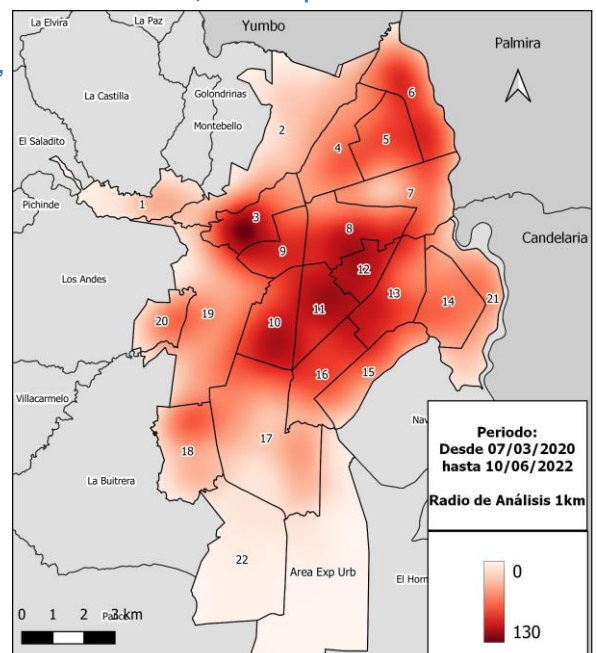 La Elvira
La Paz
Yumbo
Palmira
La Castilla
Golondrinas
Montebello
El Saladito
Pichinde
Candelaria
Los Andes
Villacarmelo
La Buitrera
Area Exp Urb
El Horn
1
2
3
4
5
6
7
8
9
10
11
12
13
14
15
16
17
18
19
20
21
22
Periodo:
Desde 07/03/2020
hasta 10/06/2022
Radio de Análisis 1km
0
130
0 1 2 3 km